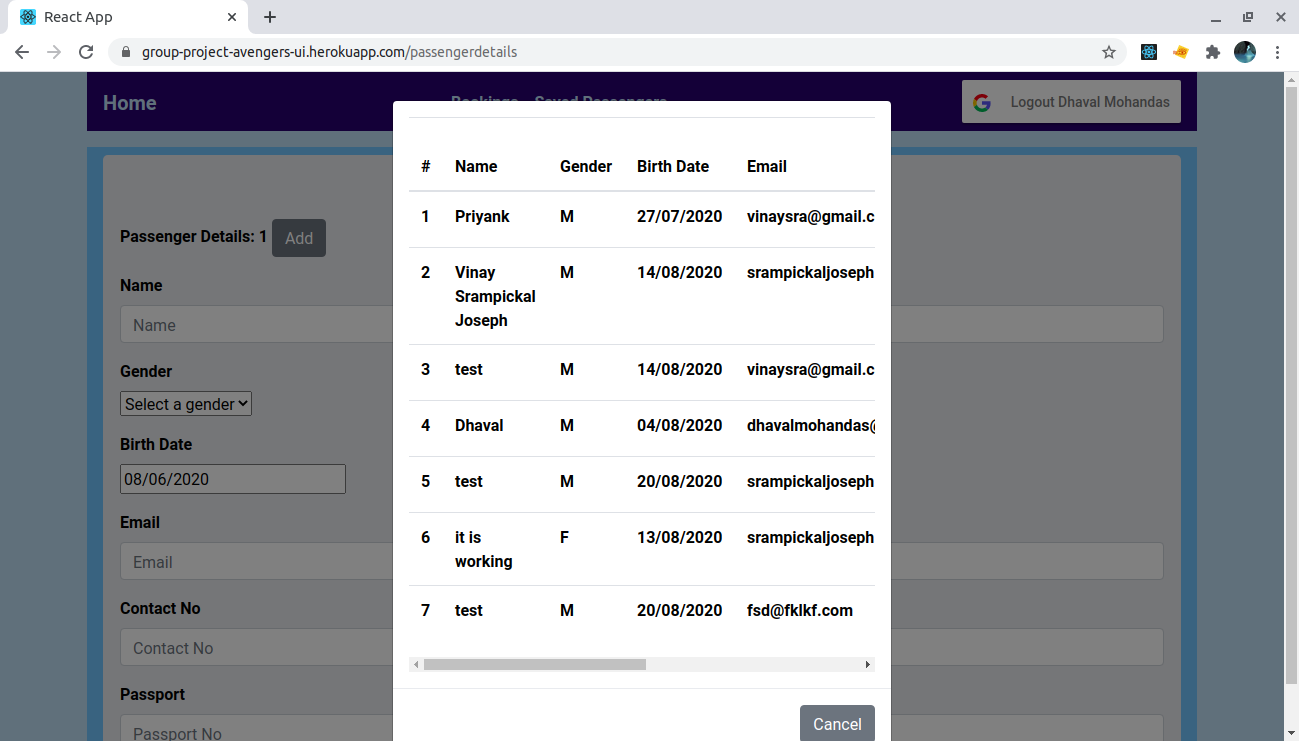 React App
group-project-avengers-ui.herokuapp.com/passengerdetails
Home
Bookings Saved Passengers
Logout Dhaval Mohandas
Passenger Details: 1 Add
Name
Name
Gender
Select a gender
Birth Date
08/06/2020
Email
Email
Contact No
Contact No
Passport
Passport No
# Name Gender Birth Date Email
1 Priyank M 27/07/2020 vinaysra@gmail.c
2 Vinay M 14/08/2020 srampickaljoseph
Srampickal
Joseph
3 test M 14/08/2020 vinaysra@gmail.c
4 Dhaval M 04/08/2020 dhavalmohandas@
5 test M 20/08/2020 srampickaljoseph
6 it is F 13/08/2020 srampickaljoseph
working
7 test M 20/08/2020 fsd@fklkf.com
Cancel